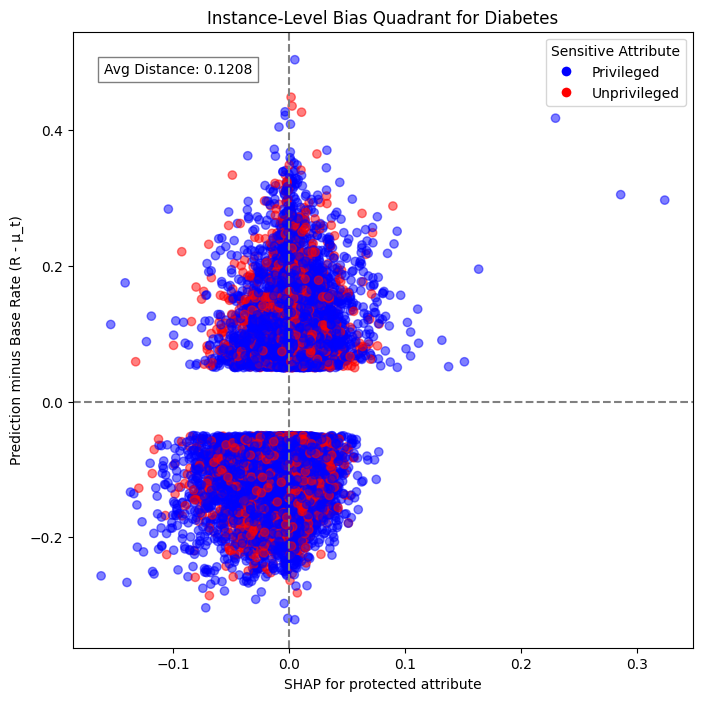 Instance-Level Bias Quadrant for Diabetes
Avg Distance: 0.1208
Sensitive Attribute
Privileged
Unprivileged
Prediction minus Base Rate (R - μ_t)
0.4
0.2
0.0
−0.2
−0.1
0.0
0.1
0.2
0.3
SHAP for protected attribute